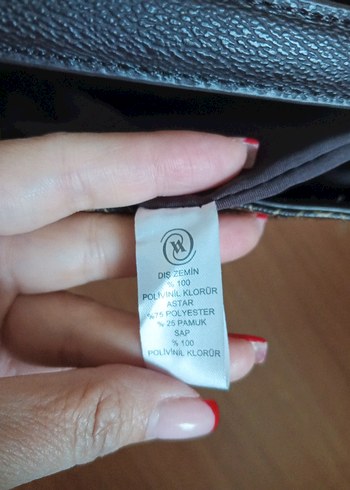 DIŞ ZEMİN
% 100
POLİVİNİL KLORÜR
ASTAR
%75 POLYESTER
% 25 PAMUK
SAP
% 100
POLİVİNİL KLORÜR